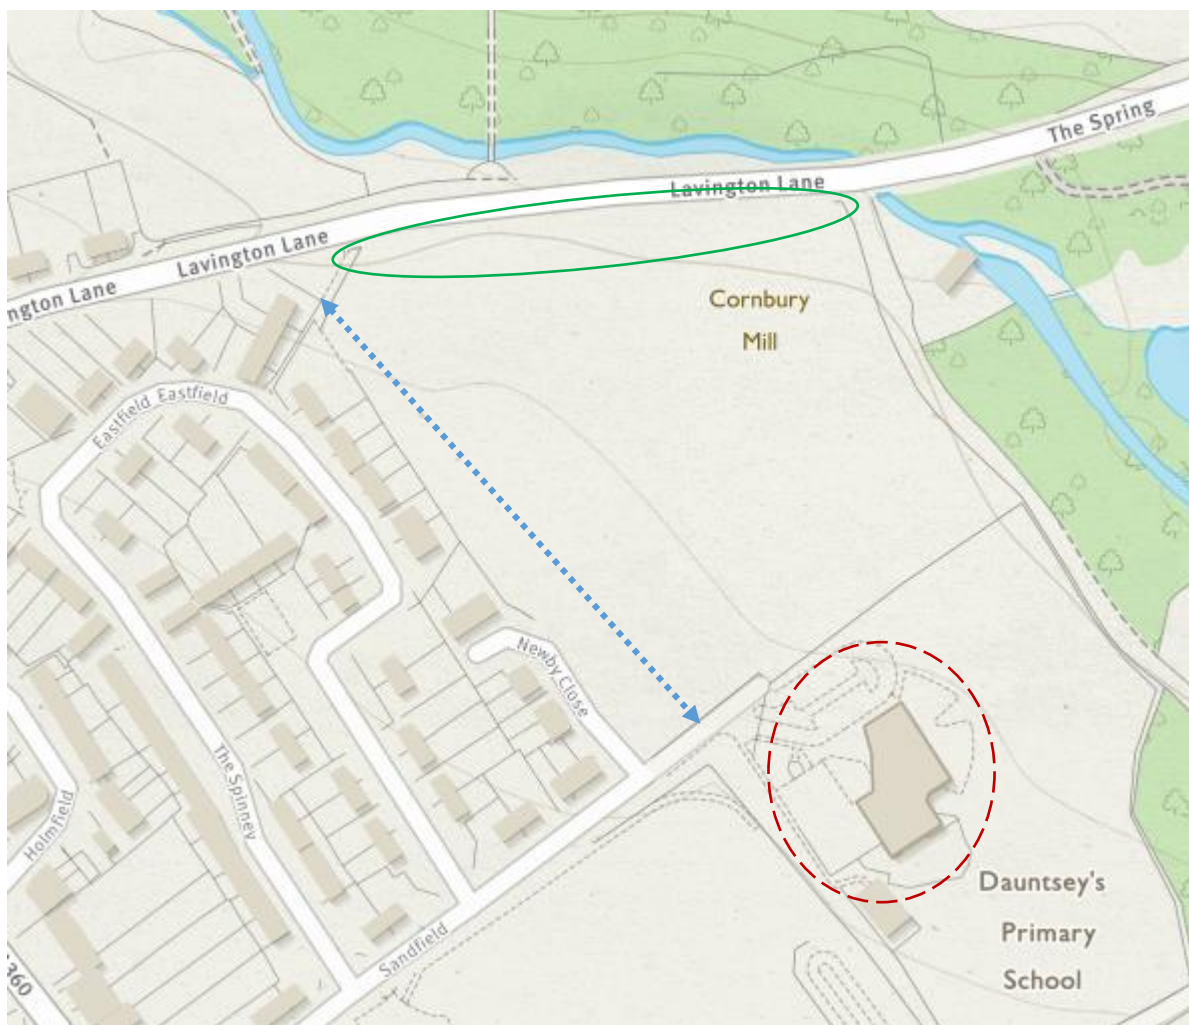 The Spring
Lavington Lane
Lavington Lane
ngton Lane
Cornbury
Mill
Eastfield Eastfield
Newby Close
The Spinney
Holmfield
Sandfield
360
Dauntsey's
Primary
School